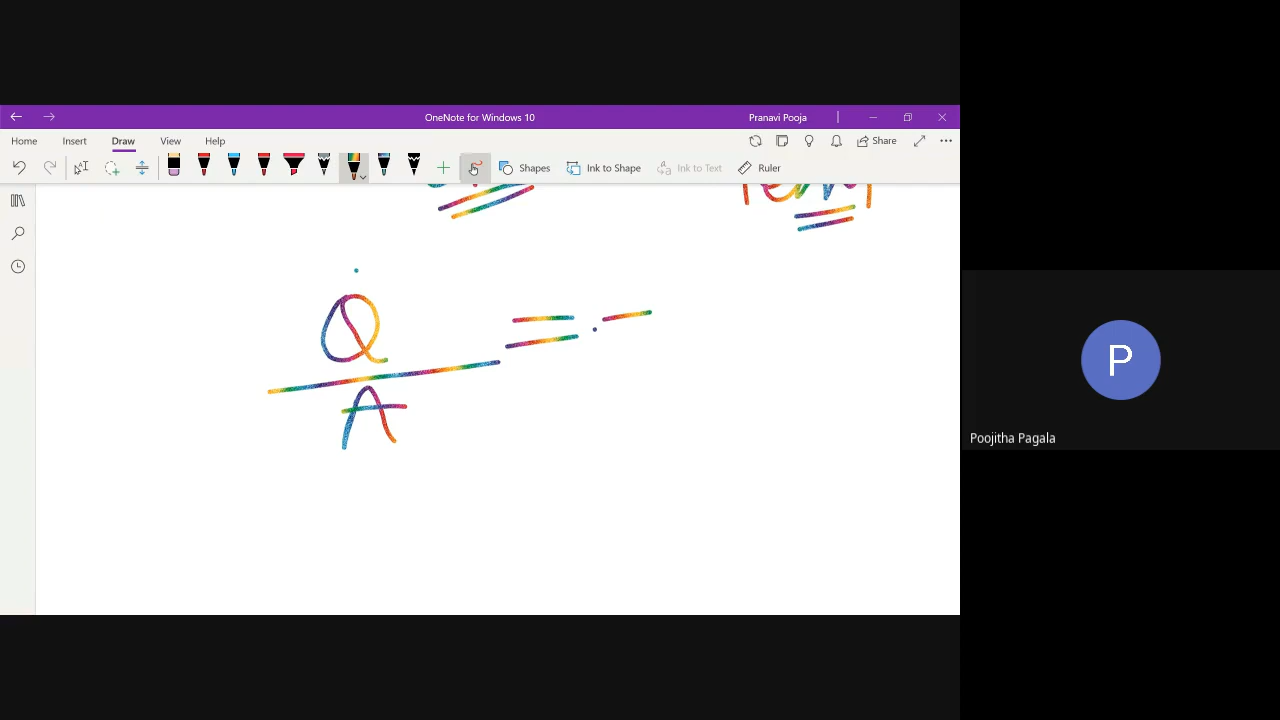 OneNote for Windows 10
Pranavi Pooja
Home Insert Draw View Help
Share
Shapes Ink to Shape Ink to Text Ruler
Q̇ = -
A
P
Poojitha Pagala